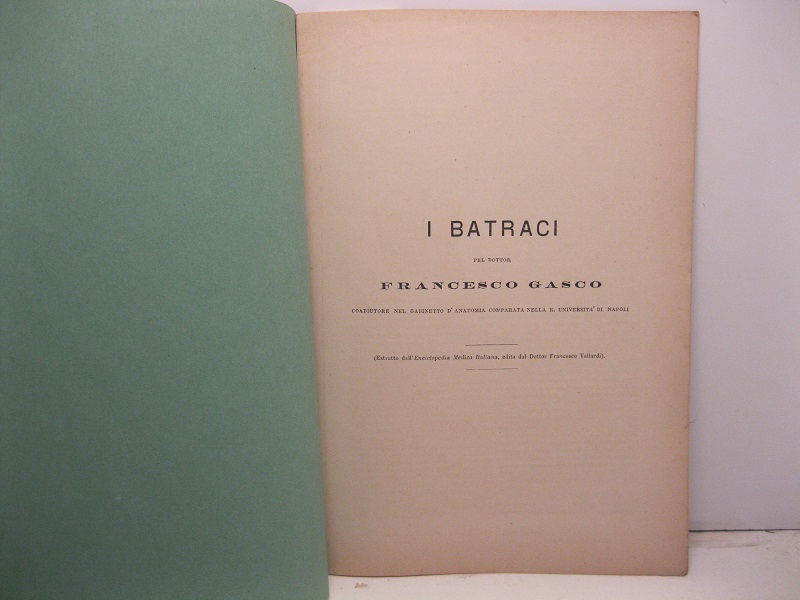 I BATRACI
PEL DOTTOR
FRANCESCO GASCO
COADIUTORE NEL GABINETTO D'ANATOMIA COMPARATA NELLA R. UNIVERSITA' DI NAPOLI
(Estratto dell'Enciclopedia Medica Italiana, edita dal Dottor Francesco Vallardi).